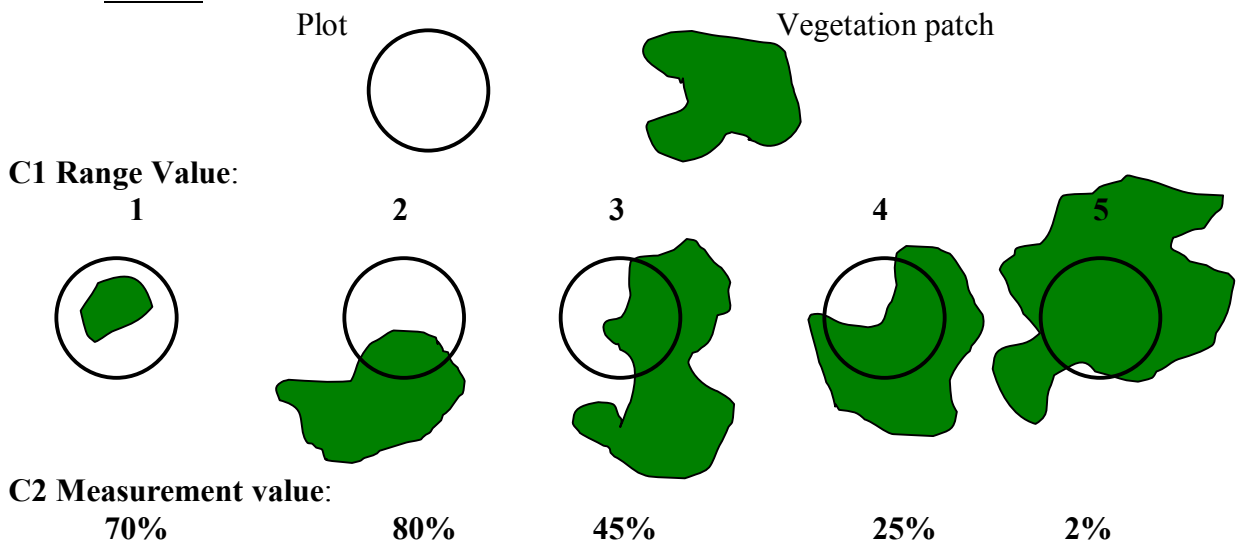 Plot Vegetation patch
C1 Range Value:
1 2 3 4 5
C2 Measurement value:
70% 80% 45% 25% 2%